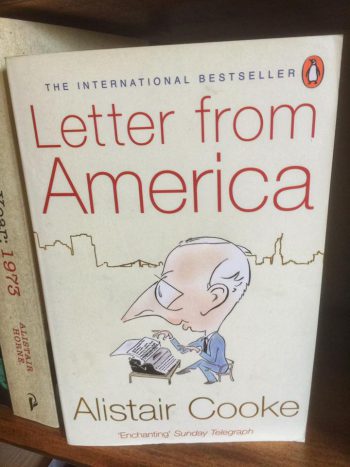 THE INTERNATIONAL BESTSELLER
Letter from
America
Alistair Cooke
'Enchanting' Sunday Telegraph
1973
ALISTAIR
HORNE